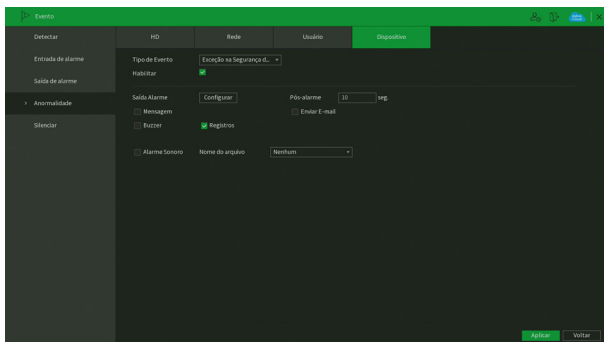 Evento
Detectar
HD Rede Usuário Dispositivo
Entrada de alarme
Saída de alarme
Anormalidade
Silenciar
Tipo de Evento Exceção na Segurança d..
Habilitar
Saída Alarme Configurar Pós-alarme 10 seg.
Mensagem Enviar E-mail
Buzzer Registros
Alarme Sonoro Nome do arquivo Nenhum
Aplicar Voltar